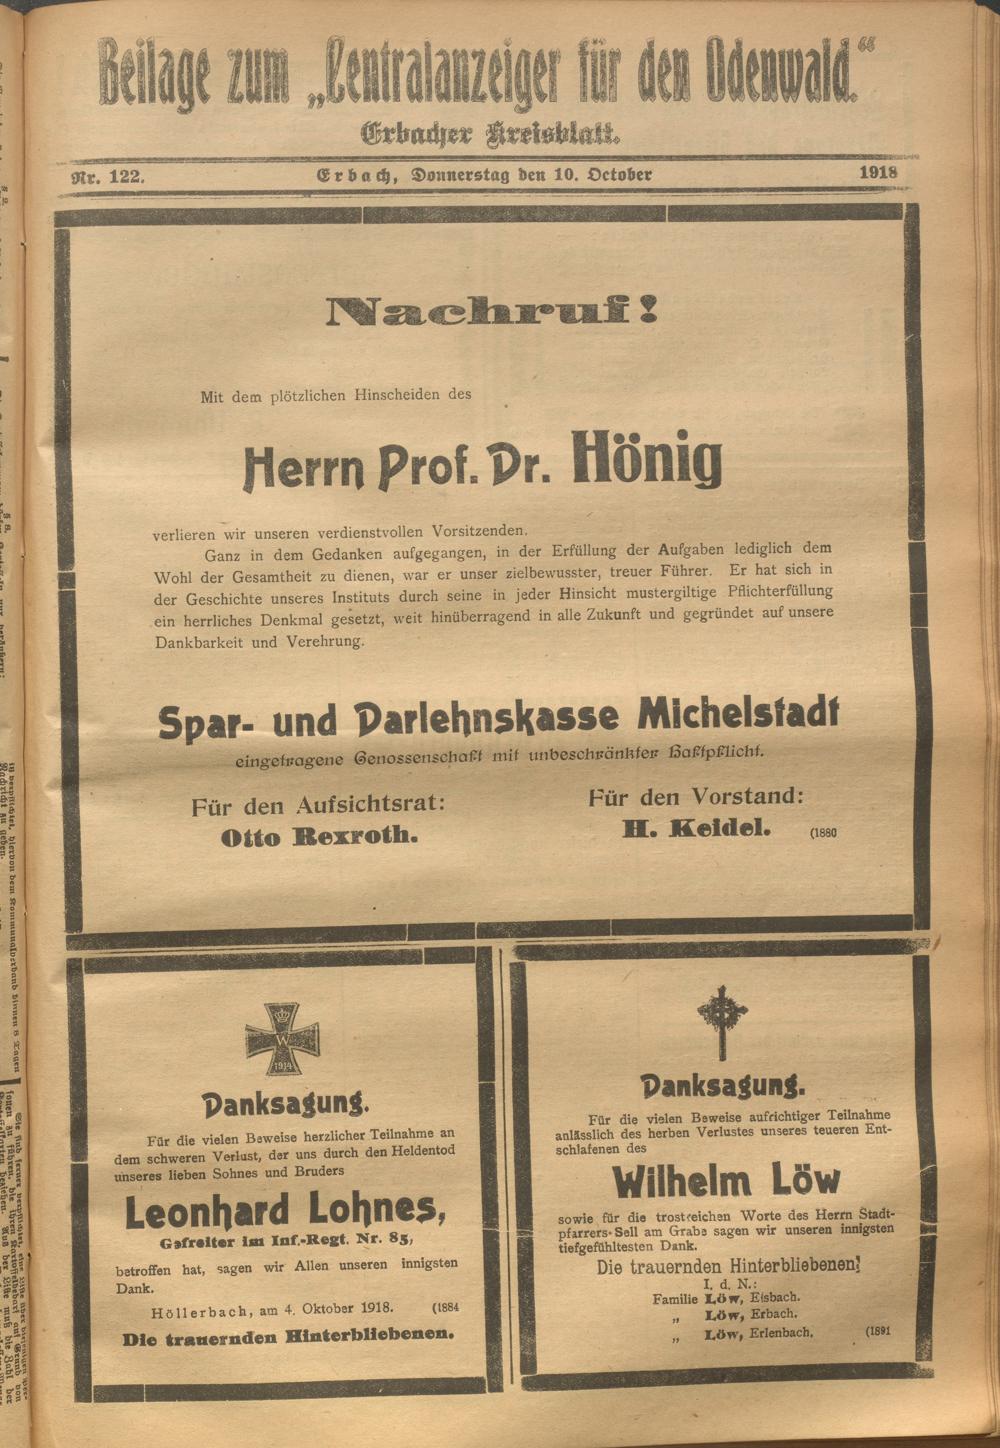 Beilage zum „Centralanzeiger für den Odenwald.“
Erbacher Kreisblatt.
Nr. 122. Erbach, Donnerstag den 10. October 1918
Nachruf!
Mit dem plötzlichen Hinscheiden des
Herrn Prof. Dr. Hönig
verlieren wir unseren verdienstvollen Vorsitzenden.
Ganz in dem Gedanken aufgegangen, in der Erfüllung der Aufgaben lediglich dem
Wohl der Gesamtheit zu dienen, war er unser zielbewusster, treuer Führer. Er hat sich in
der Geschichte unseres Instituts durch seine in jeder Hinsicht mustergiltige Pflichterfüllung
ein herrliches Denkmal gesetzt, weit hinüberragend in alle Zukunft und gegründet auf unsere
Dankbarkeit und Verehrung.
Spar- und Darlehnskasse Michelstadt
eingetragene Genossenschaft mit unbeschränkter Haftpflicht.
Für den Aufsichtsrat:
Otto Rexroth.
Für den Vorstand:
H. Keidel. (1880
W
1914
Danksagung.
Für die vielen Beweise herzlicher Teilnahme an
dem schweren Verlust, der uns durch den Heldentod
unseres lieben Sohnes und Bruders
Leonhard Lohnes,
Gefreiter im Inf.-Regt. Nr. 85,
betroffen hat, sagen wir Allen unseren innigsten
Dank.
Höllerbach, am 4. Oktober 1918. (1884
Die trauernden Hinterbliebenen.
Danksagung.
Für die vielen Beweise aufrichtiger Teilnahme
anlässlich des herben Verlustes unseres teueren Ent-
schlafenen des
Wilhelm Löw
sowie für die trostreichen Worte des Herrn Stadt-
pfarrers Sell am Grabe sagen wir unseren innigsten
tiefgefühltesten Dank.
Die trauernden Hinterbliebenen!
I. d. N.:
Familie Löw, Elsbach.
„ Löw, Erbach.
„ Löw, Erlenbach. (1891